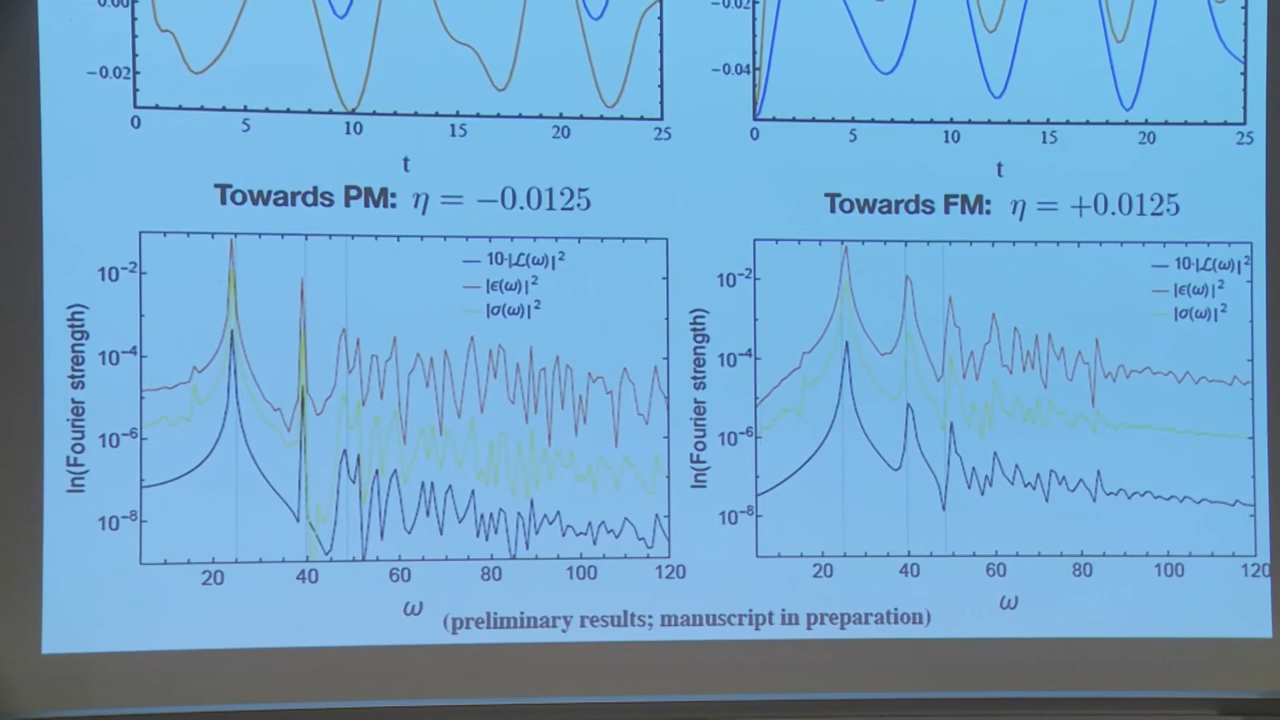 0.00
−0.02
0 5 10 15 20 25
t
−0.02
−0.04
0 5 10 15 20 25
t
Towards PM: η = −0.0125
Towards FM: η = +0.0125
ln(Fourier strength)
10⁻²
10⁻⁴
10⁻⁶
10⁻⁸
10·|ℒ(ω)|²
|ϵ(ω)|²
|σ(ω)|²
20 40 60 80 100 120
ω
ln(Fourier strength)
10⁻²
10⁻⁴
10⁻⁶
10⁻⁸
10·|ℒ(ω)|²
|ϵ(ω)|²
|σ(ω)|²
20 40 60 80 100 120
ω
(preliminary results; manuscript in preparation)